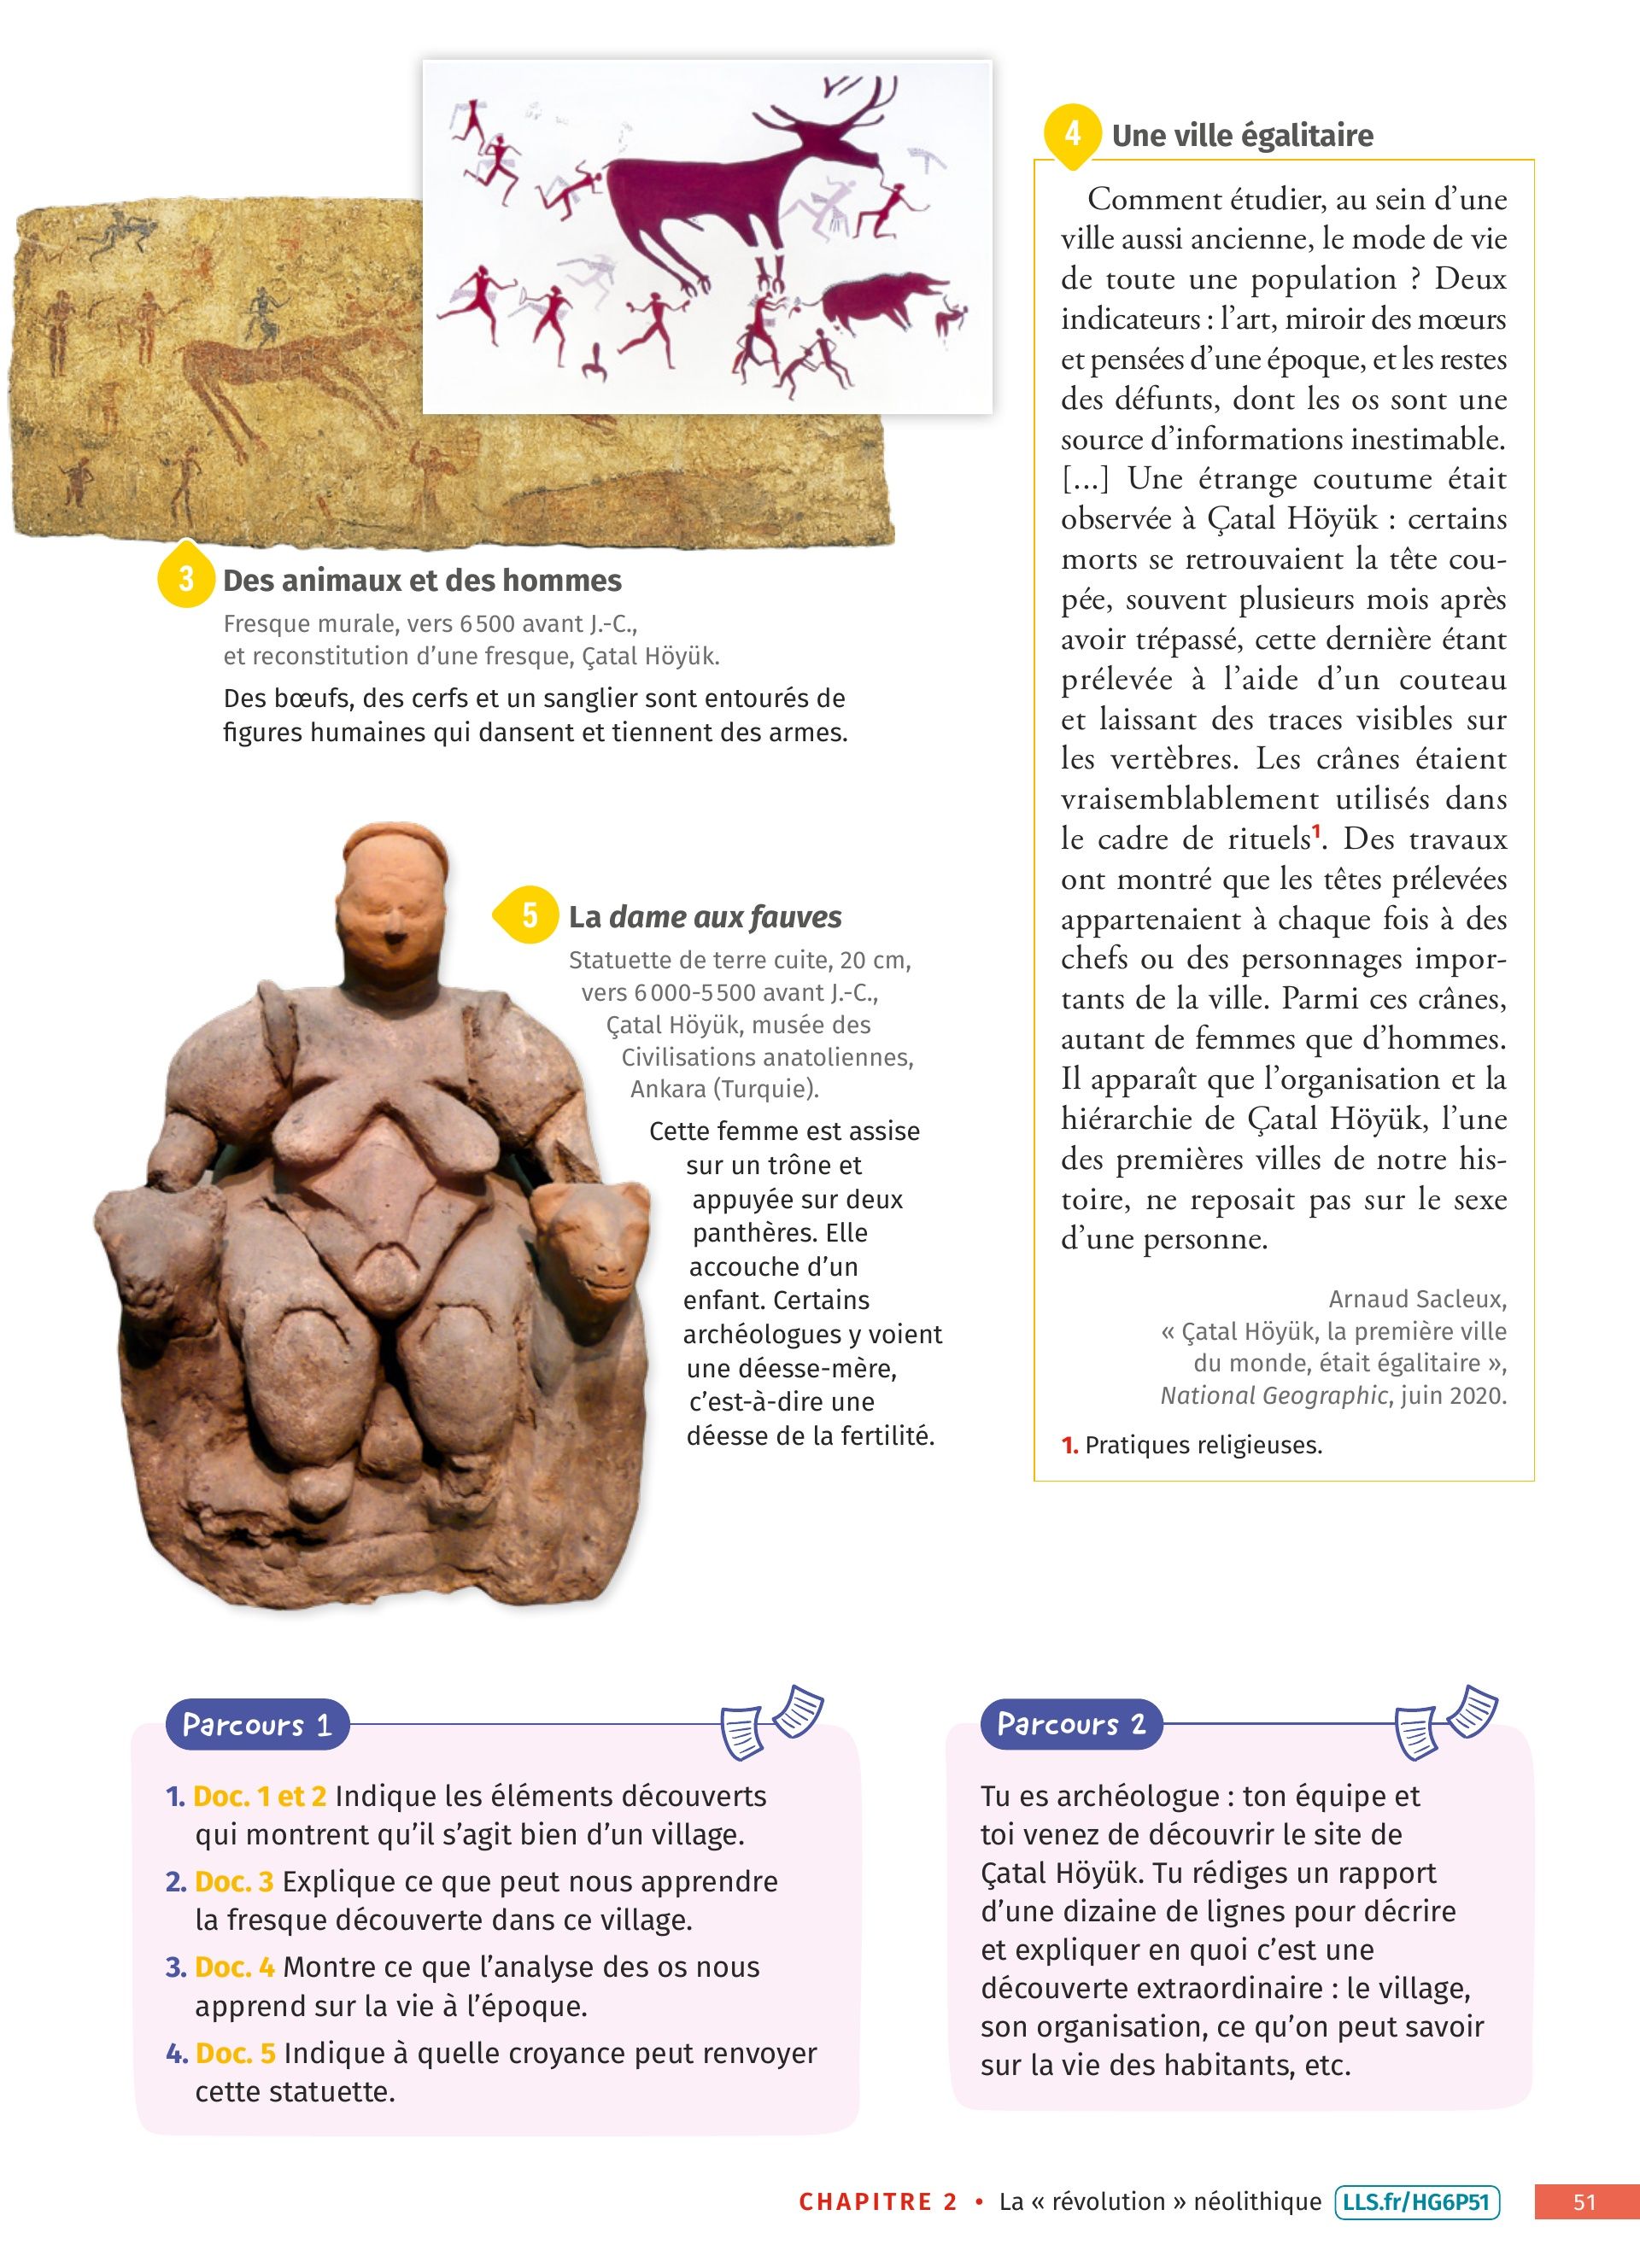 4 Une ville égalitaire
Comment étudier, au sein d’une
ville aussi ancienne, le mode de vie
de toute une population ? Deux
indicateurs : l’art, miroir des mœurs
et pensées d’une époque, et les restes
des défunts, dont les os sont une
source d’informations inestimable.
[...] Une étrange coutume était
observée à Çatal Höyük : certains
morts se retrouvaient la tête cou-
pée, souvent plusieurs mois après
avoir trépassé, cette dernière étant
prélevée à l’aide d’un couteau
et laissant des traces visibles sur
les vertèbres. Les crânes étaient
vraisemblablement utilisés dans
le cadre de rituels1. Des travaux
ont montré que les têtes prélevées
appartenaient à chaque fois à des
chefs ou des personnages impor-
tants de la ville. Parmi ces crânes,
autant de femmes que d’hommes.
Il apparaît que l’organisation et la
hiérarchie de Çatal Höyük, l’une
des premières villes de notre his-
toire, ne reposait pas sur le sexe
d’une personne.
Arnaud Sacleux,
« Çatal Höyük, la première ville
du monde, était égalitaire »,
National Geographic, juin 2020.
1. Pratiques religieuses.
3 Des animaux et des hommes
Fresque murale, vers 6 500 avant J.-C.,
et reconstitution d’une fresque, Çatal Höyük.
Des bœufs, des cerfs et un sanglier sont entourés de
figures humaines qui dansent et tiennent des armes.
5 La dame aux fauves
Statuette de terre cuite, 20 cm,
vers 6 000-5 500 avant J.-C.,
Çatal Höyük, musée des
Civilisations anatoliennes,
Ankara (Turquie).
Cette femme est assise
sur un trône et
appuyée sur deux
panthères. Elle
accouche d’un
enfant. Certains
archéologues y voient
une déesse-mère,
c’est-à-dire une
déesse de la fertilité.
Parcours 1
1. Doc. 1 et 2 Indique les éléments découverts
qui montrent qu’il s’agit bien d’un village.
2. Doc. 3 Explique ce que peut nous apprendre
la fresque découverte dans ce village.
3. Doc. 4 Montre ce que l’analyse des os nous
apprend sur la vie à l’époque.
4. Doc. 5 Indique à quelle croyance peut renvoyer
cette statuette.
Parcours 2
Tu es archéologue : ton équipe et
toi venez de découvrir le site de
Çatal Höyük. Tu rédiges un rapport
d’une dizaine de lignes pour décrire
et expliquer en quoi c’est une
découverte extraordinaire : le village,
son organisation, ce qu’on peut savoir
sur la vie des habitants, etc.
CHAPITRE 2 • La « révolution » néolithique LLS.fr/HG6P51 51